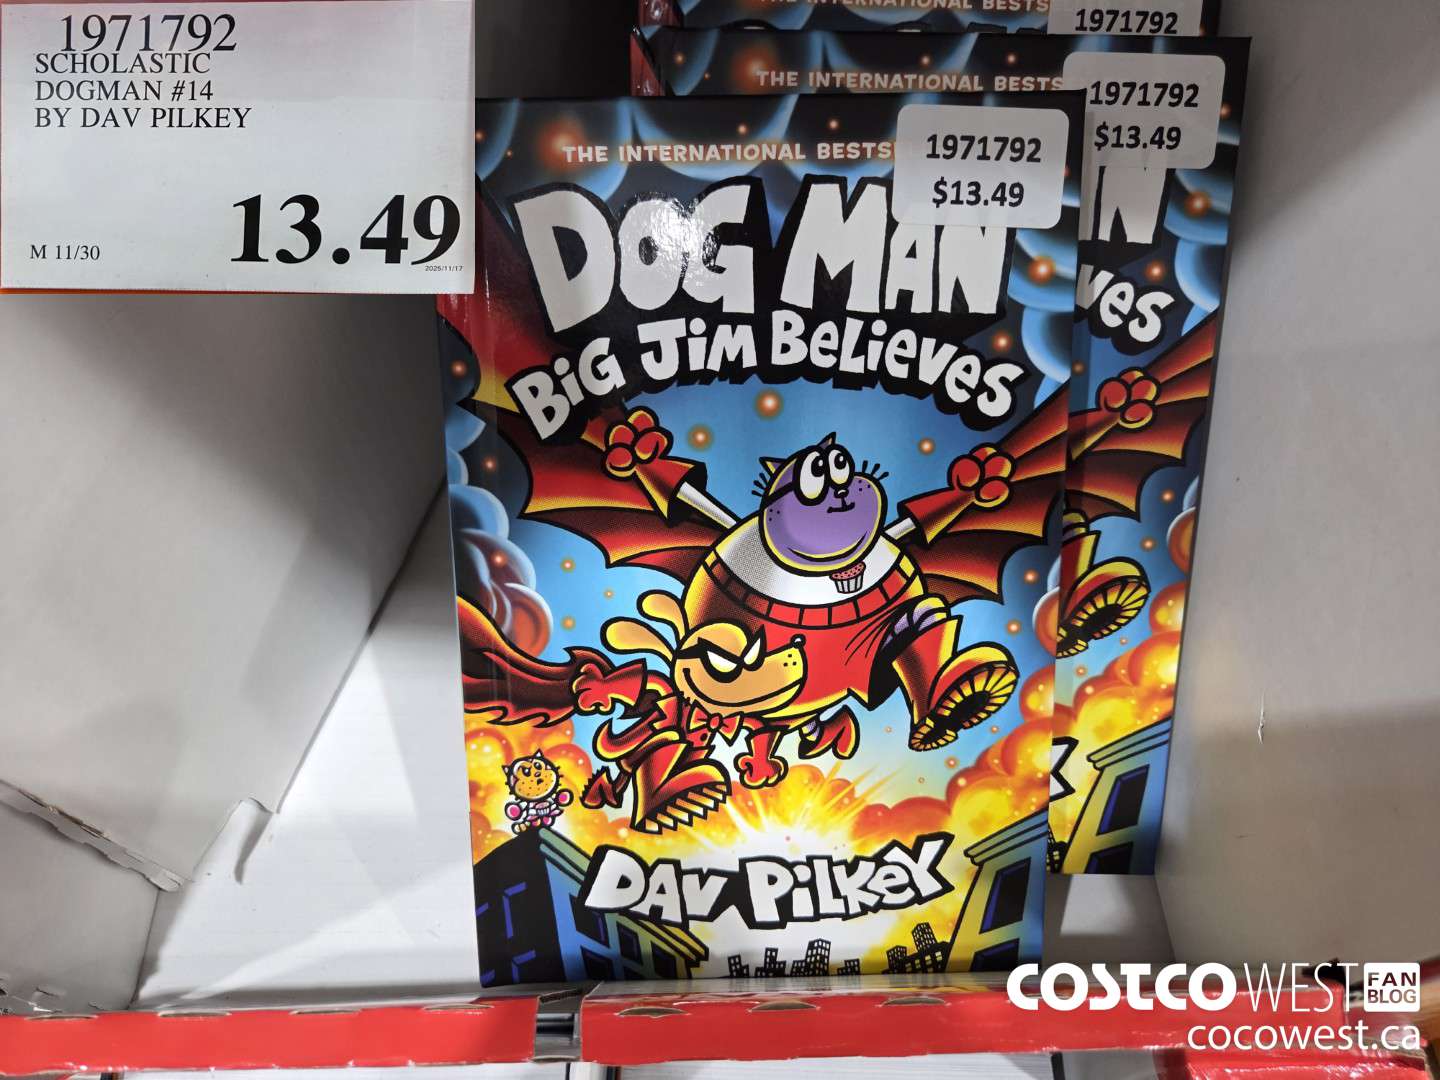 1971792
SCHOLASTIC
DOGMAN #14
BY DAV PILKEY
13.49
M 11/30
2025/11/17
THE INTERNATIONAL BESTS
1971792
THE INTERNATIONAL BESTS
1971792
$13.49
THE INTERNATIONAL BESTS
1971792
$13.49
DOG MAN
BIG JIM BELIEVES
DAV PILKEY
N
VES
COSTCO WEST FAN BLOG
cocowest.ca